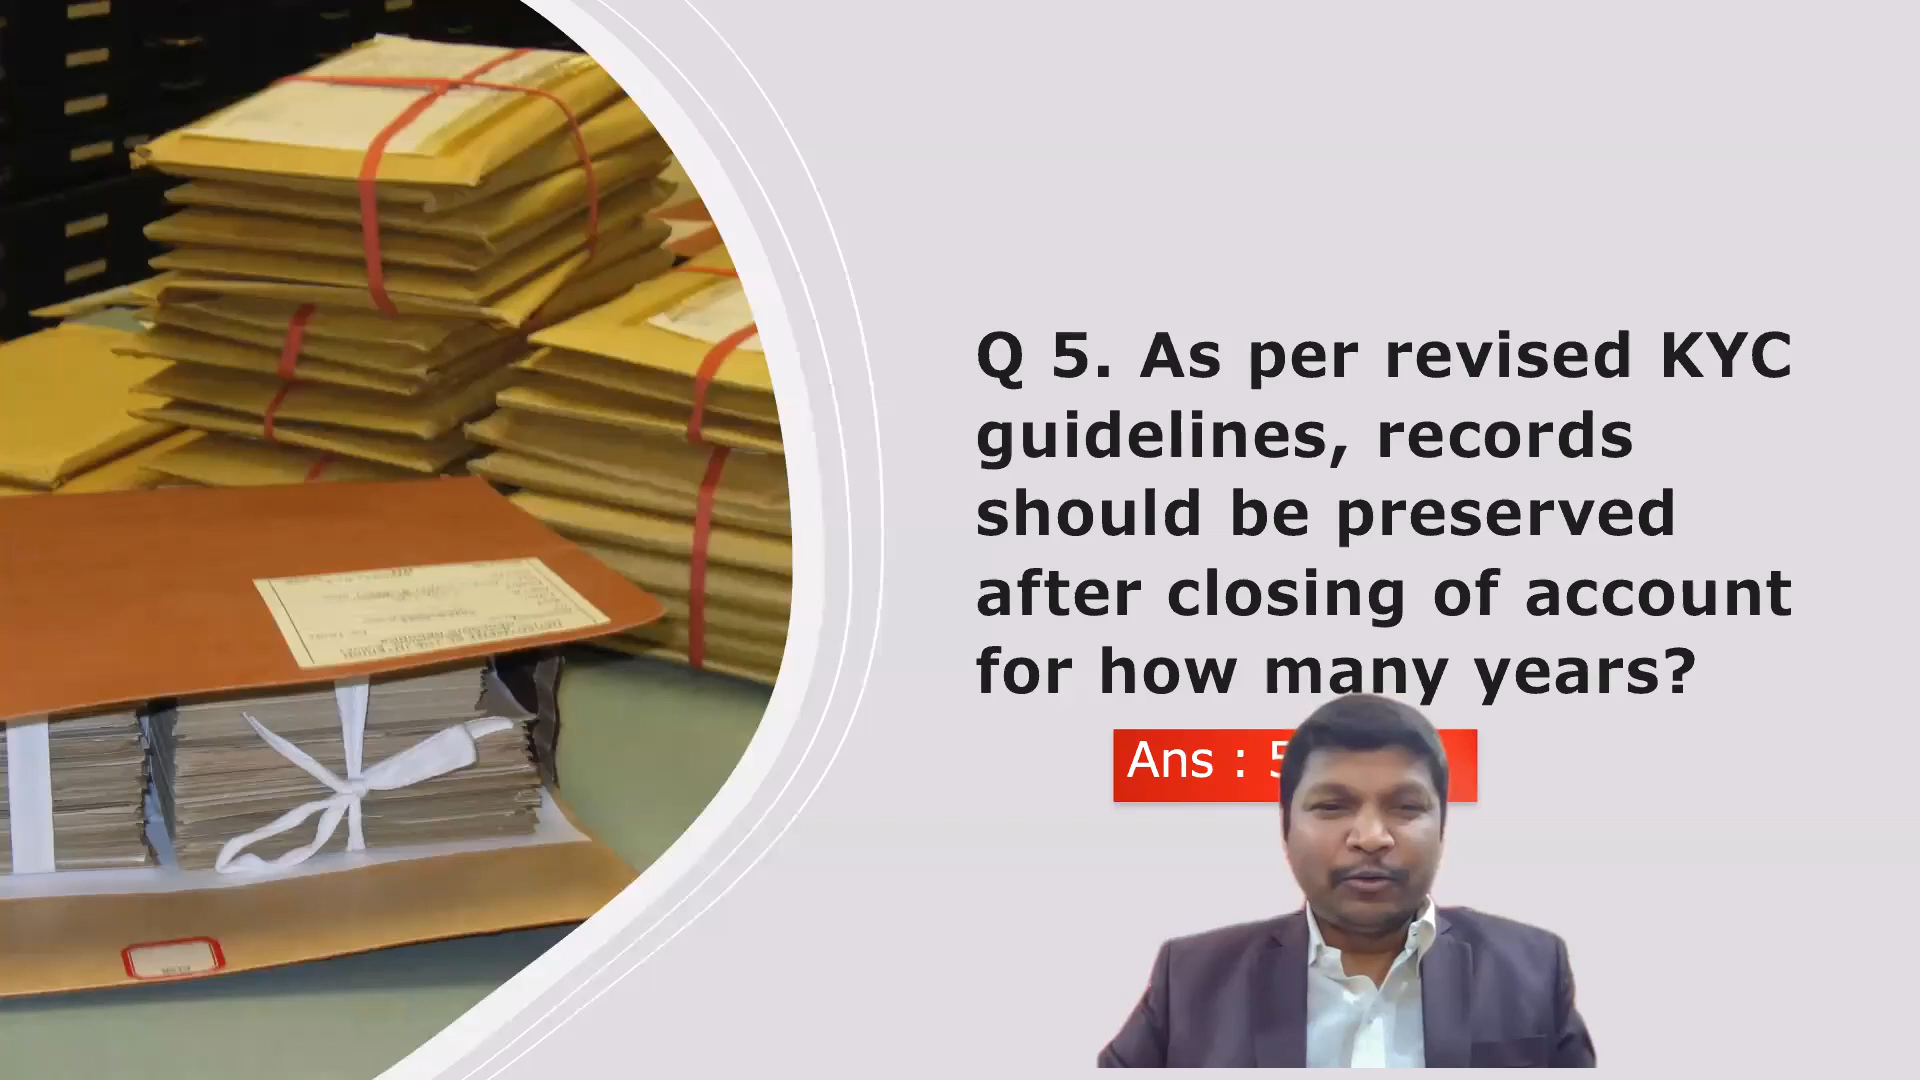 Q 5. As per revised KYC
guidelines, records
should be preserved
after closing of account
for how many years?
Ans : 5